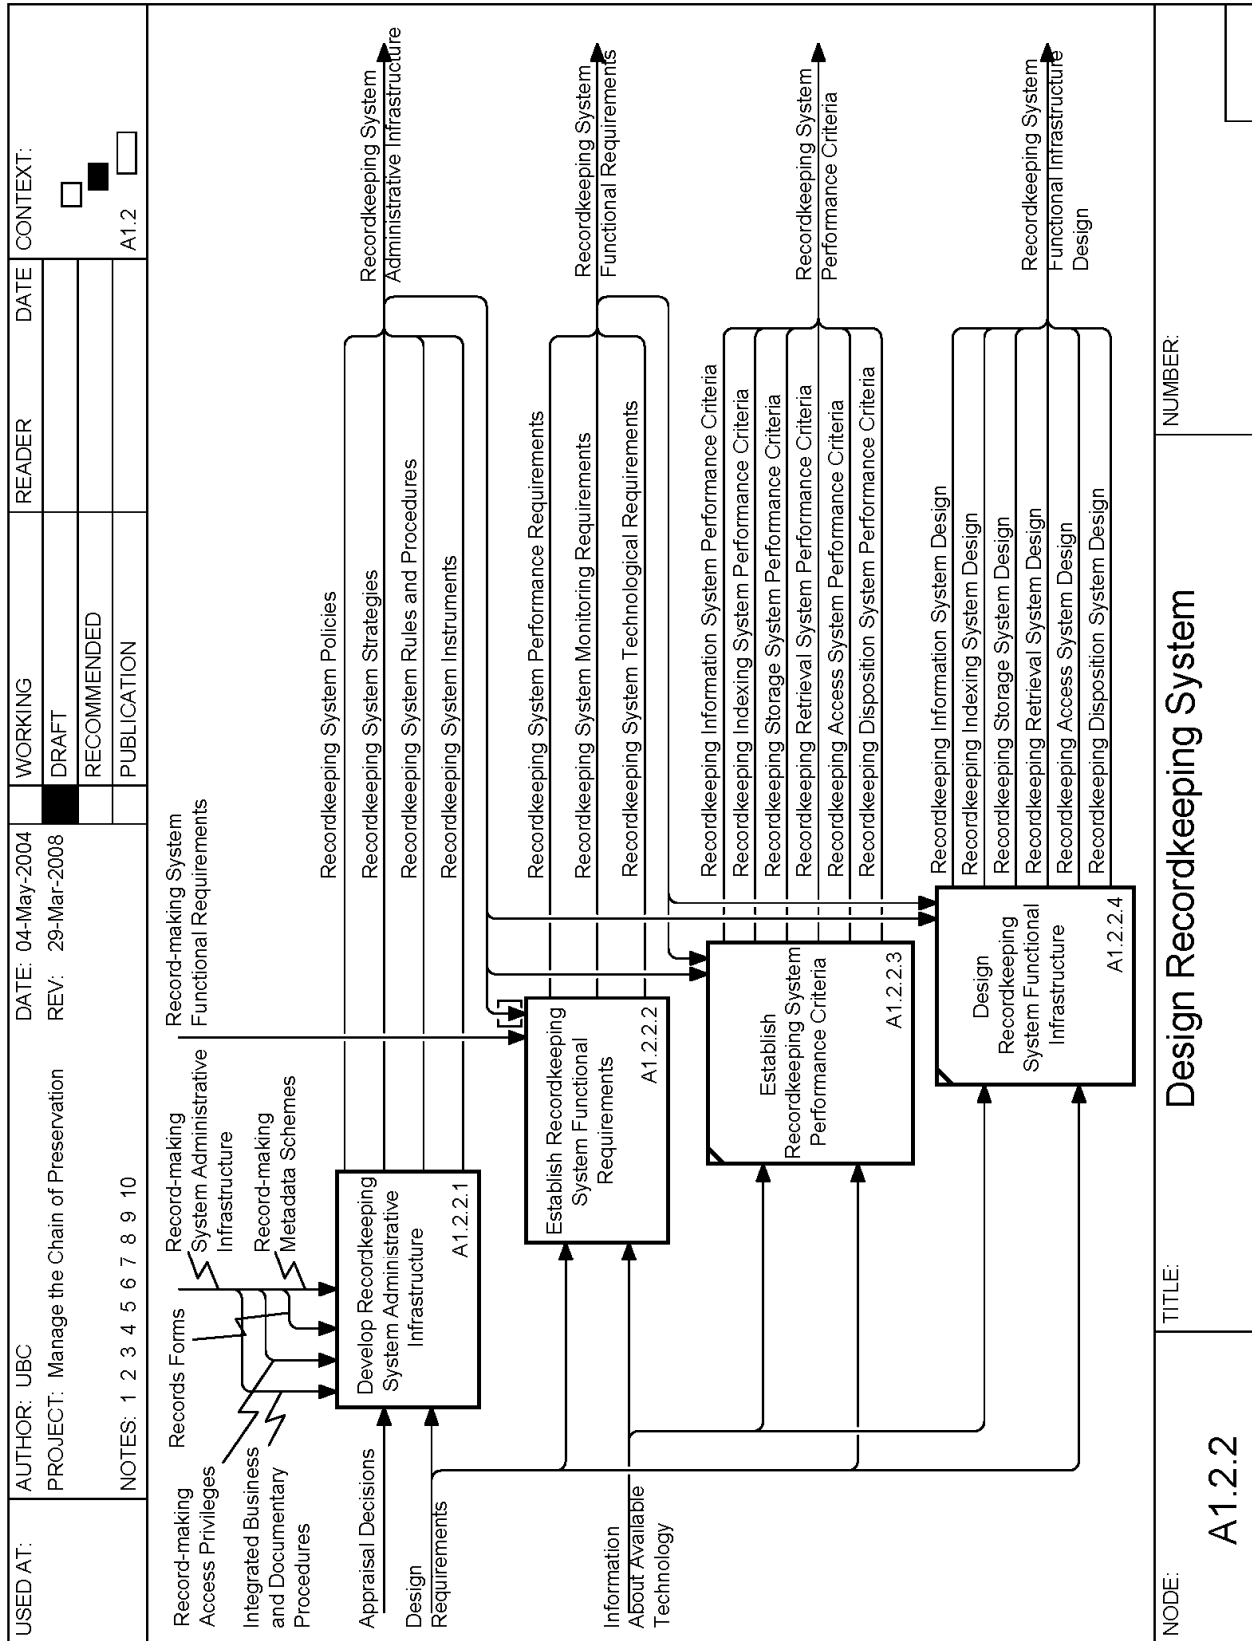 USED AT:
AUTHOR: UBC
PROJECT: Manage the Chain of Preservation
NOTES: 1 2 3 4 5 6 7 8 9 10
DATE: 04-May-2004
REV: 29-Mar-2008
WORKING
DRAFT
RECOMMENDED
PUBLICATION
READER
DATE
CONTEXT:
A1.2
Record-making
Access Privileges
Integrated Business
and Documentary
Procedures
Records Forms
Record-making
System Administrative
Infrastructure
Record-making
Metadata Schemes
Record-making System
Functional Requirements
Appraisal Decisions
Design
Requirements
Information
About Available
Technology
Develop Recordkeeping
System Administrative
Infrastructure
A1.2.2.1
Recordkeeping System Policies
Recordkeeping System Strategies
Recordkeeping System Rules and Procedures
Recordkeeping System Instruments
Recordkeeping System
Administrative Infrastructure
Establish Recordkeeping
System Functional
Requirements
A1.2.2.2
Recordkeeping System Performance Requirements
Recordkeeping System Monitoring Requirements
Recordkeeping System Technological Requirements
Recordkeeping System
Functional Requirements
Establish
Recordkeeping System
Performance Criteria
A1.2.2.3
Recordkeeping Information System Performance Criteria
Recordkeeping Indexing System Performance Criteria
Recordkeeping Storage System Performance Criteria
Recordkeeping Retrieval System Performance Criteria
Recordkeeping Access System Performance Criteria
Recordkeeping Disposition System Performance Criteria
Recordkeeping System
Performance Criteria
Design
Recordkeeping
System Functional
Infrastructure
A1.2.2.4
Recordkeeping Information System Design
Recordkeeping Indexing System Design
Recordkeeping Storage System Design
Recordkeeping Retrieval System Design
Recordkeeping Access System Design
Recordkeeping Disposition System Design
Recordkeeping System
Functional Infrastructure
Design
NODE:
A1.2.2
TITLE:
Design Recordkeeping System
NUMBER: